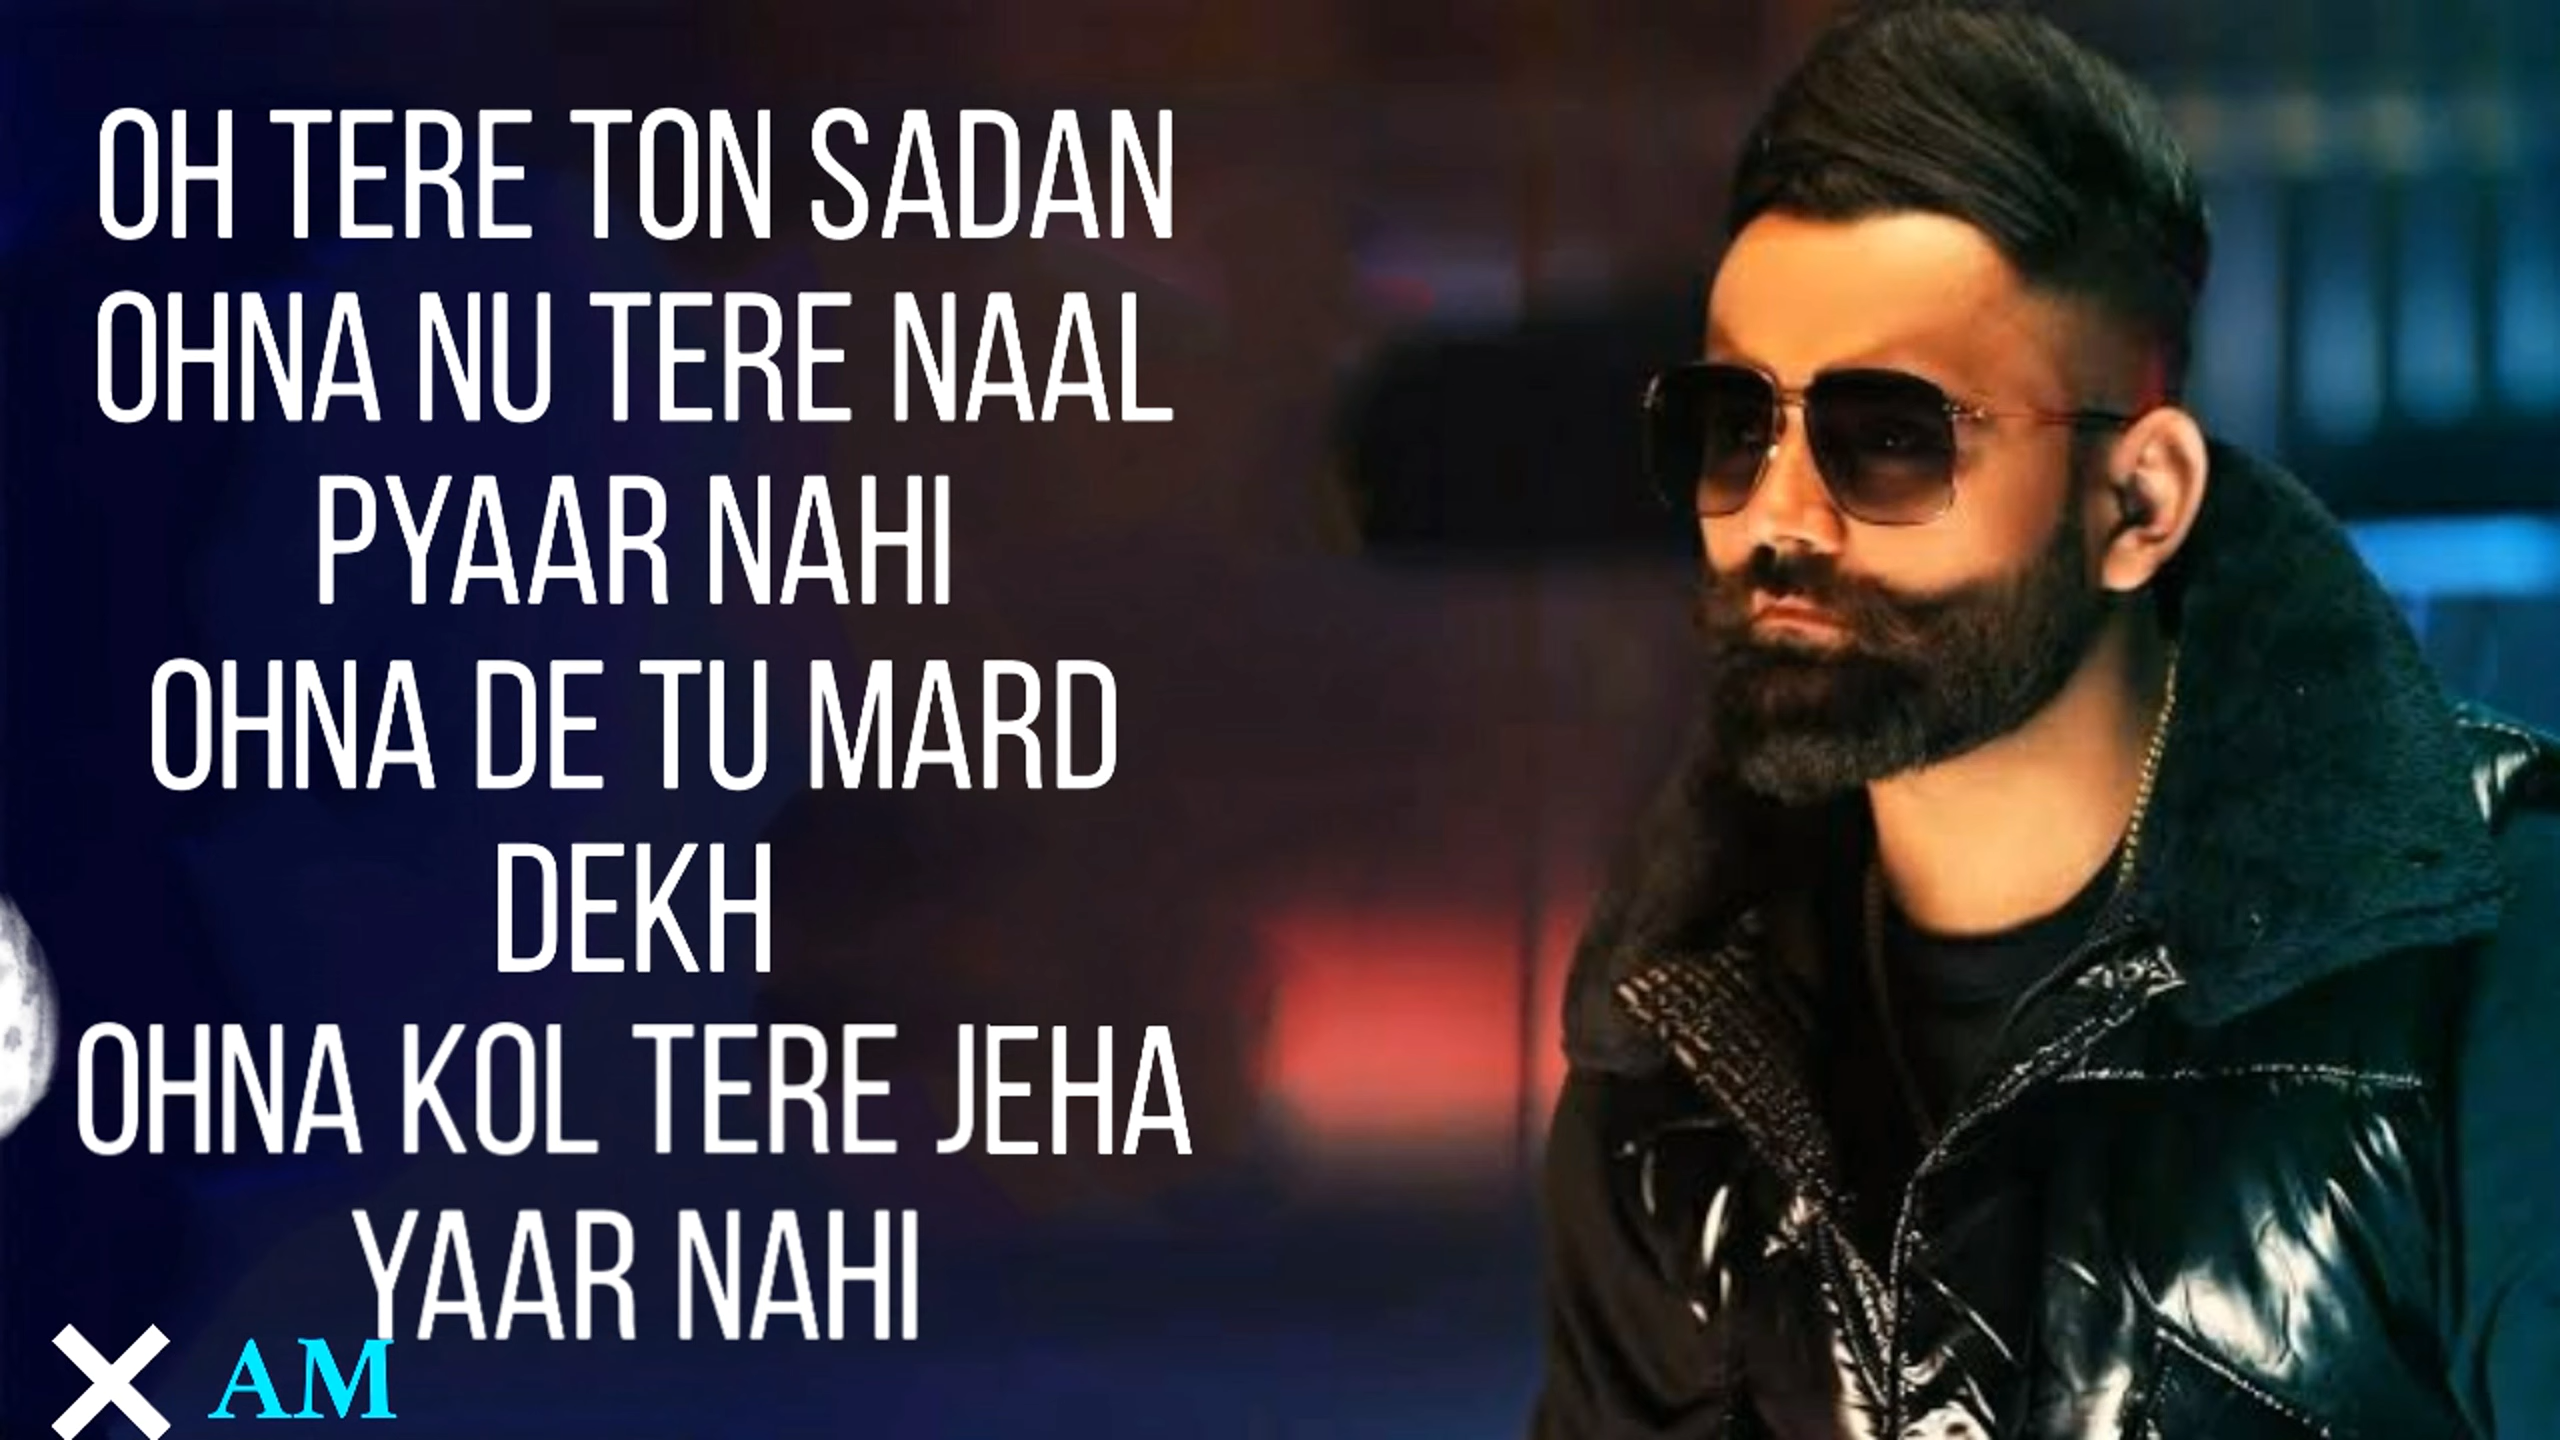 OH TERE TON SADAN
OHNA NU TERE NAAL
PYAAR NAHI
OHNA DE TU MARD
DEKH
OHNA KOL TERE JEHA
YAAR NAHI
AM